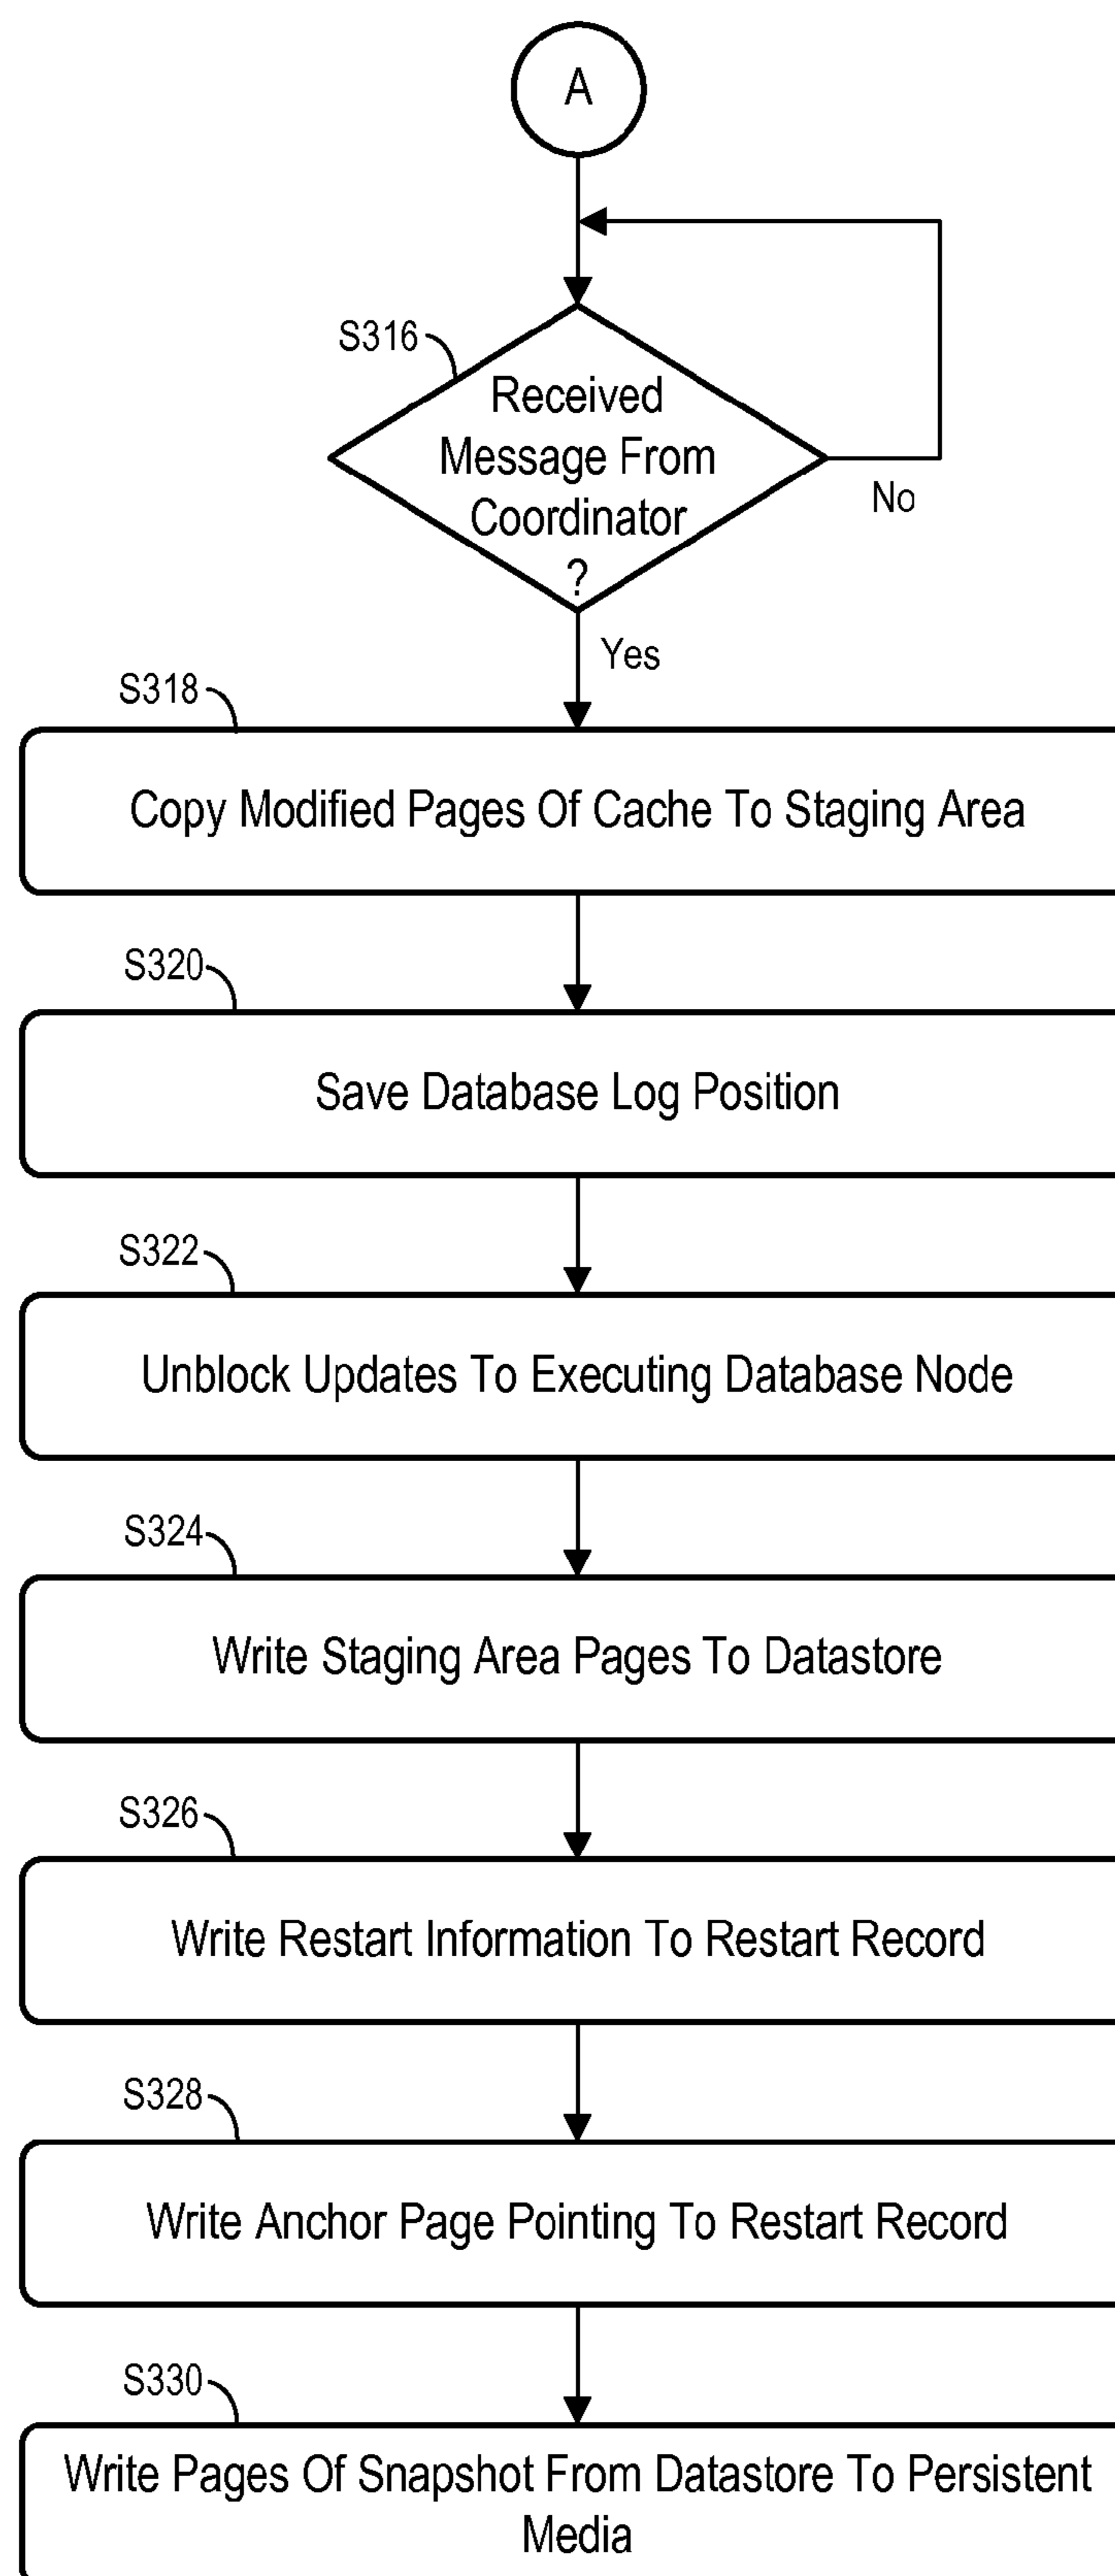 A
S316
Received
Message From
Coordinator
?
No
Yes
S318
Copy Modified Pages Of Cache To Staging Area
S320
Save Database Log Position
S322
Unblock Updates To Executing Database Node
S324
Write Staging Area Pages To Datastore
S326
Write Restart Information To Restart Record
S328
Write Anchor Page Pointing To Restart Record
S330
Write Pages Of Snapshot From Datastore To Persistent
Media